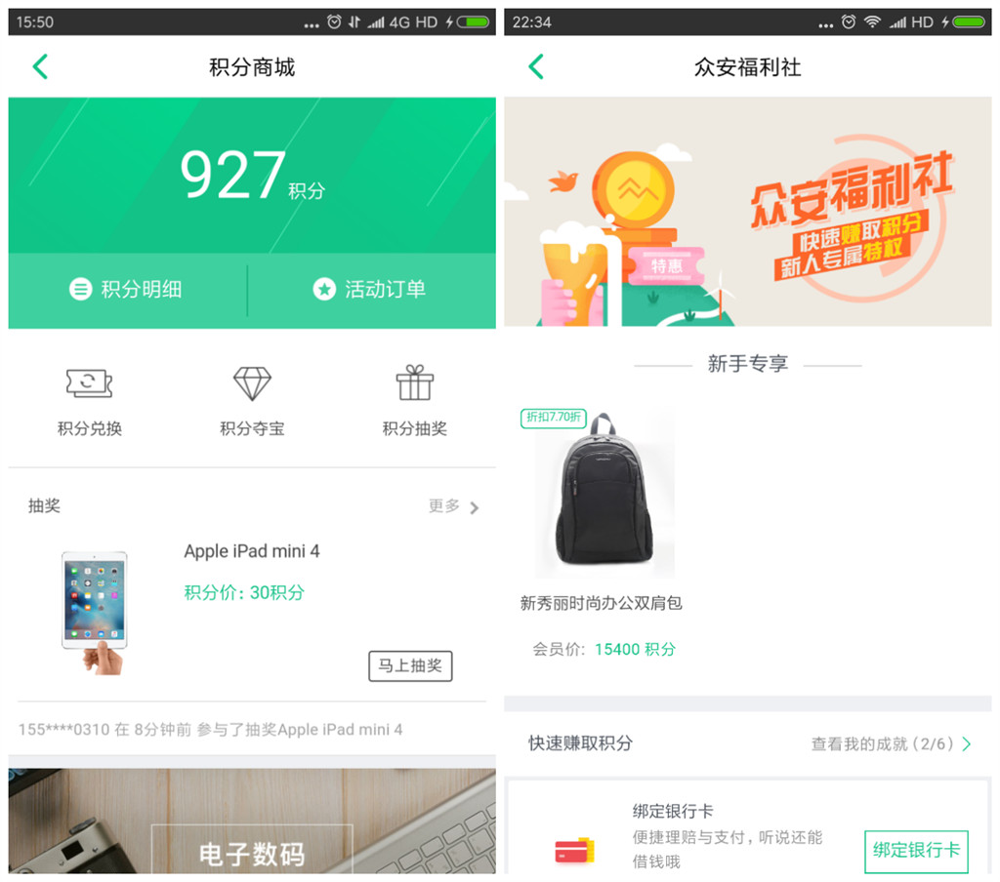 15:50
... 4G HD
积分商城
927 积分
积分明细
活动订单
积分兑换
积分夺宝
积分抽奖
抽奖
更多
Apple iPad mini 4
积分价: 30积分
马上抽奖
155****0310 在 8分钟前 参与了抽奖Apple iPad mini 4
电子数码
22:34
... HD
众安福利社
众安福利社
快速赚取积分
新人专属特权
特惠
新手专享
折扣7.70折
新秀丽时尚办公双肩包
会员价: 15400 积分
快速赚取积分
查看我的成就 (2/6)
绑定银行卡
便捷理赔与支付，听说还能
借钱哦
绑定银行卡